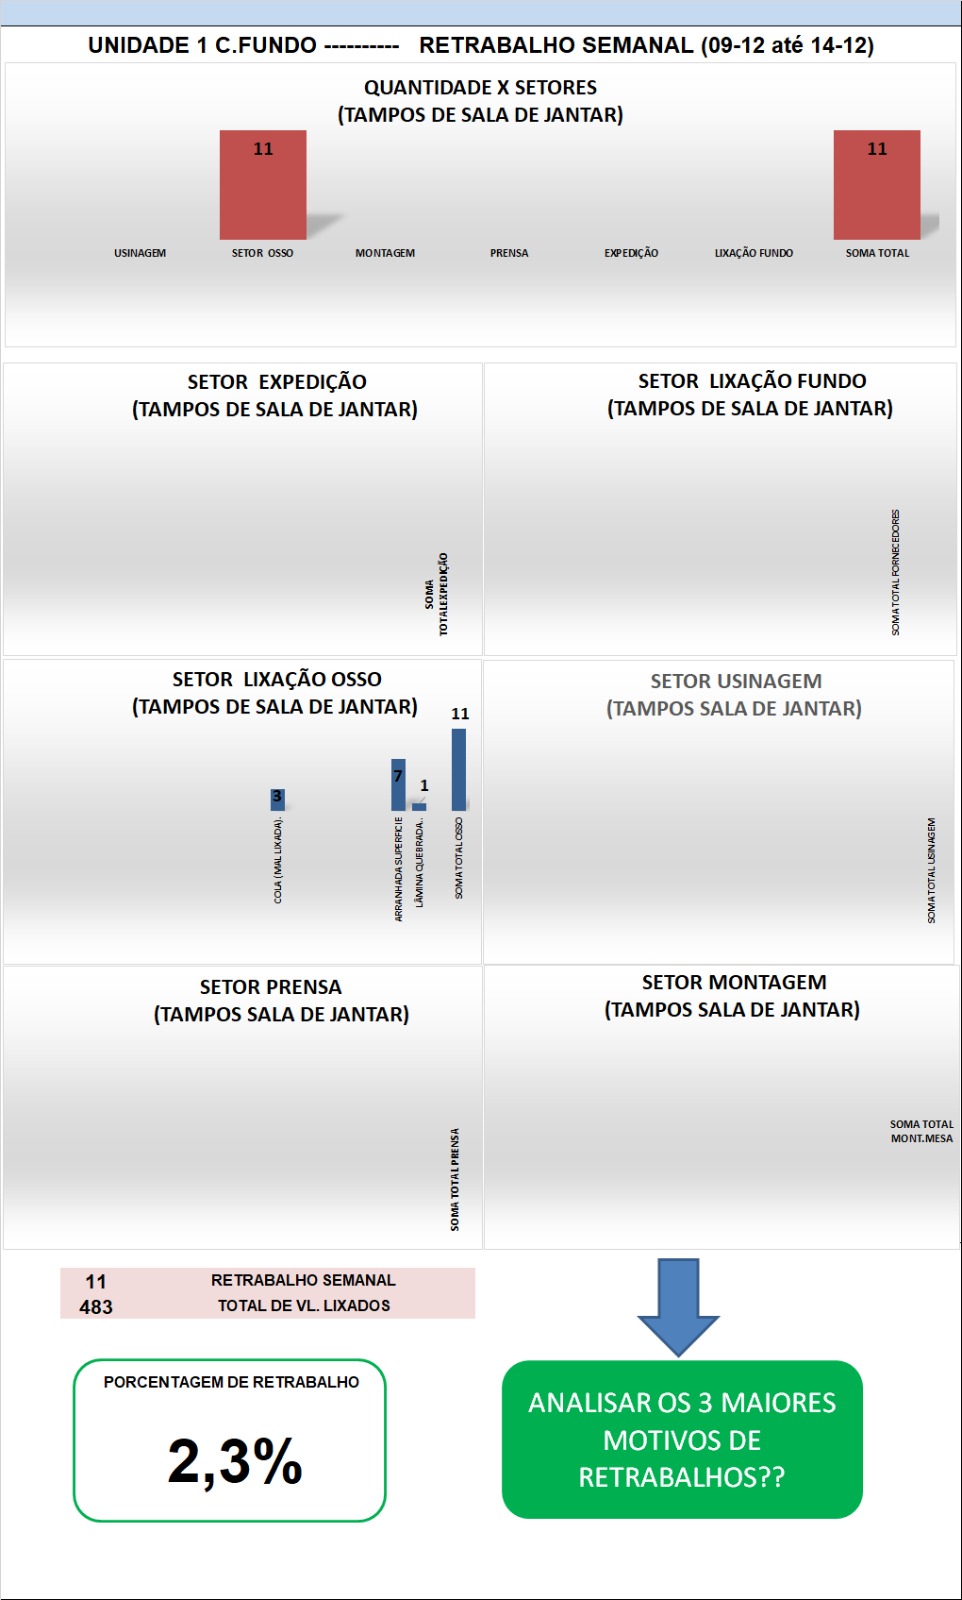 UNIDADE 1 C.FUNDO ---------- RETRABALHO SEMANAL (09-12 até 14-12)
QUANTIDADE X SETORES
(TAMPOS DE SALA DE JANTAR)
11
11
USINAGEM
SETOR OSSO
MONTAGEM
PRENSA
EXPEDIÇÃO
LIXAÇÃO FUNDO
SOMA TOTAL
SETOR EXPEDIÇÃO
(TAMPOS DE SALA DE JANTAR)
SOMA
TOTALEXPEDIÇÃO
SETOR LIXAÇÃO FUNDO
(TAMPOS DE SALA DE JANTAR)
SOMA TOTAL FORNECEDORES
SETOR LIXAÇÃO OSSO
(TAMPOS DE SALA DE JANTAR)
3
7
1
11
COLA (MAL LIXADA).
ARRANHADA SUPERFICIE
LÂMINA QUEBRADA..
SOMA TOTAL OSSO
SETOR USINAGEM
(TAMPOS SALA DE JANTAR)
SOMA TOTAL USINAGEM
SETOR PRENSA
(TAMPOS SALA DE JANTAR)
SOMA TOTAL PRENSA
SETOR MONTAGEM
(TAMPOS SALA DE JANTAR)
SOMA TOTAL
MONT.MESA
11 RETRABALHO SEMANAL
483 TOTAL DE VL. LIXADOS
PORCENTAGEM DE RETRABALHO
2,3%
ANALISAR OS 3 MAIORES
MOTIVOS DE
RETRABALHOS??